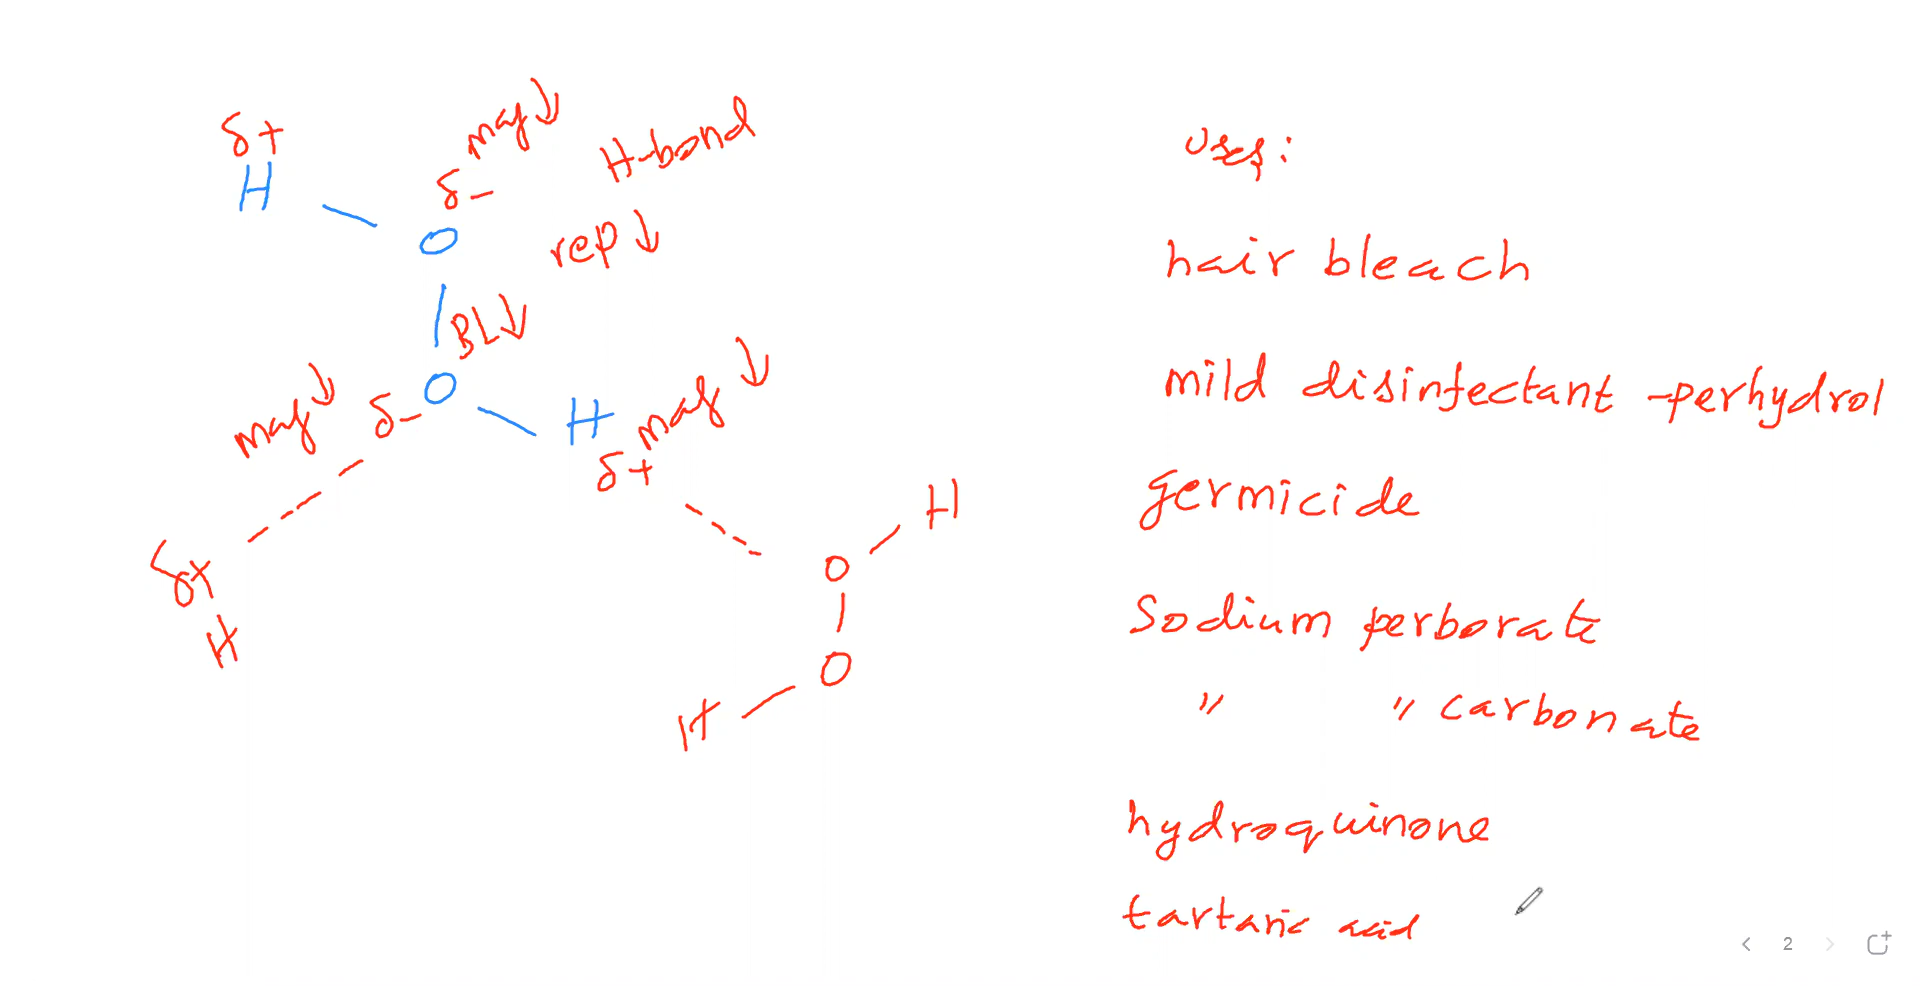 δ+
H
O
δ-
mag↓
H-bond
rep↓
BL↓
O
δ-
mag↓
H
δ+
mag↓
δ+
H
O
H
O
H
Uses:
hair bleach
mild disinfectant -perhydrol
germicide
Sodium perborate
" " carbonate
hydroquinone
tartaric acid
2